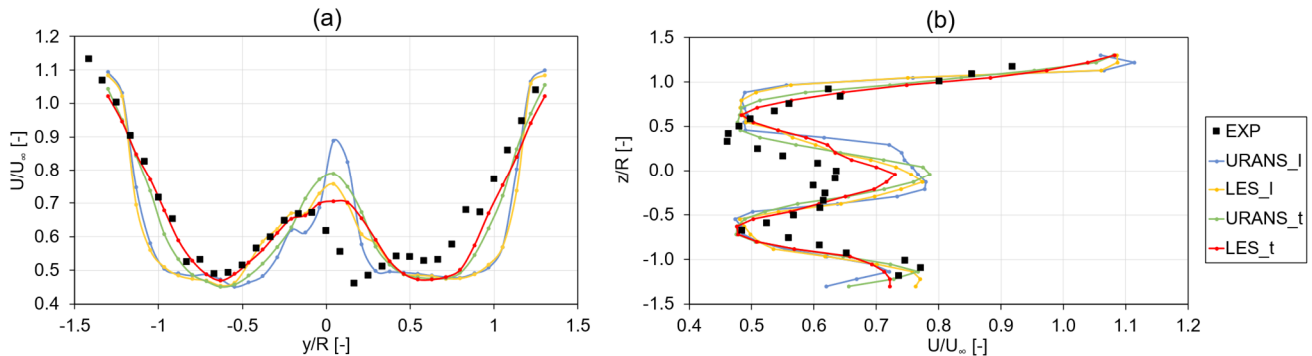 (a)
1.2
1.1
1.0
0.9
0.8
0.7
0.6
0.5
0.4
U/U∞ [-]
-1.5 -1 -0.5 0 0.5 1 1.5
y/R [-]
(b)
1.5
1.0
0.5
0.0
-0.5
-1.0
-1.5
z/R [-]
0.4 0.5 0.6 0.7 0.8 0.9 1.0 1.1 1.2
U/U∞ [-]
EXP
URANS_l
LES_l
URANS_t
LES_t